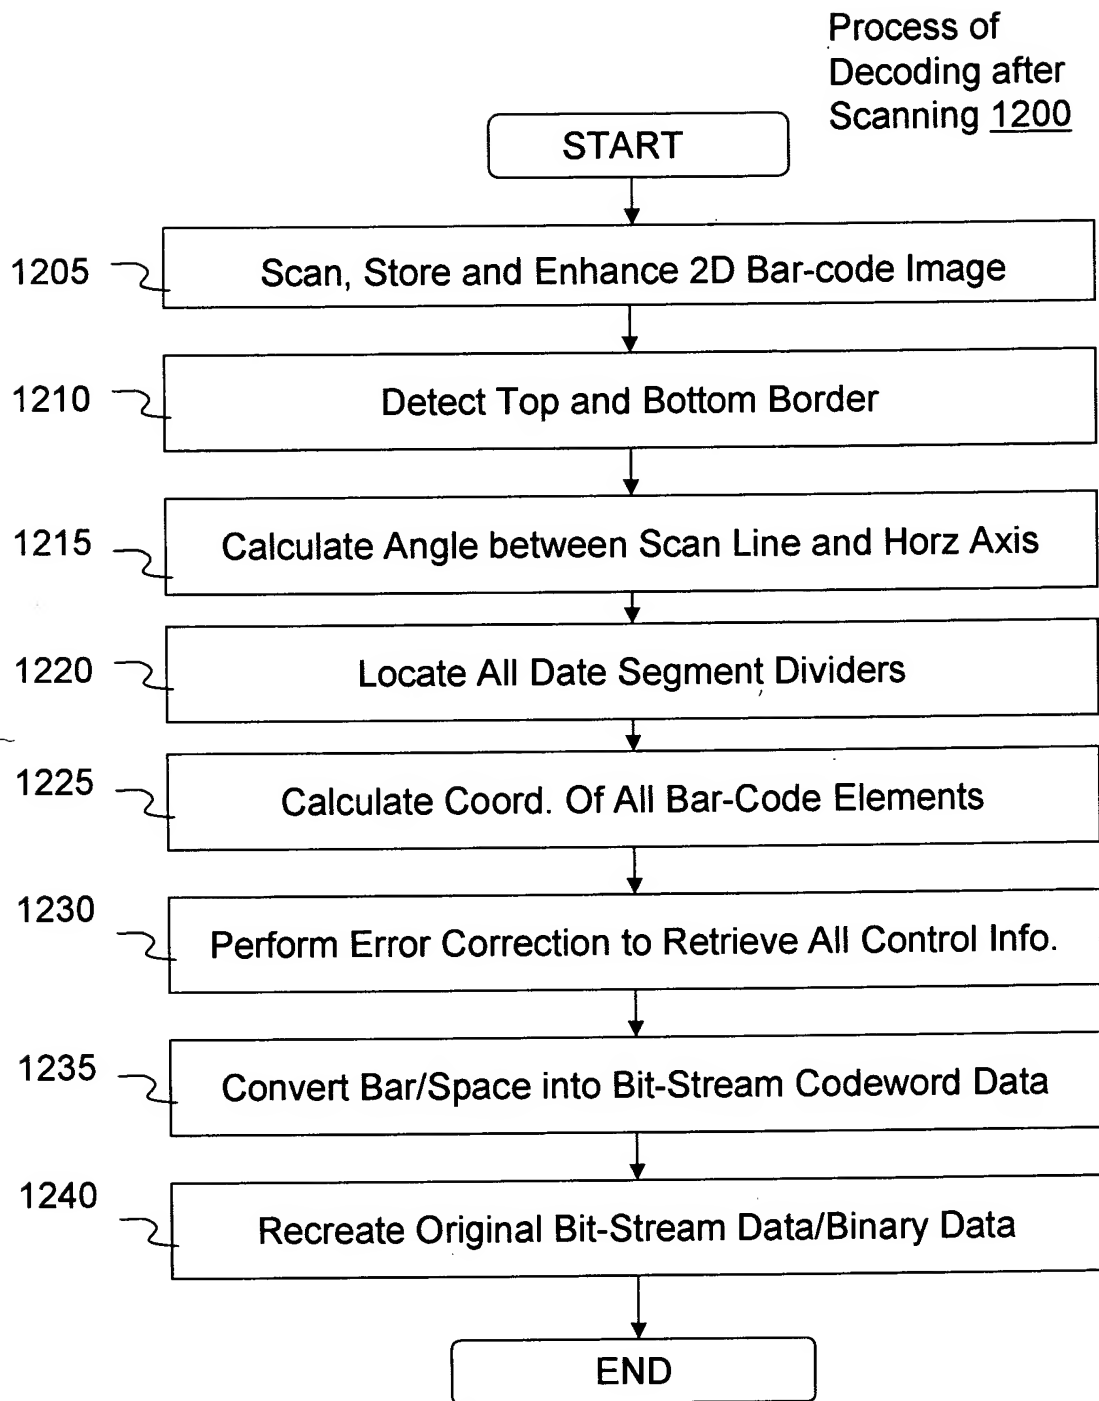 Process of
Decoding after
Scanning 1200
START
1205
Scan, Store and Enhance 2D Bar-code Image
1210
Detect Top and Bottom Border
1215
Calculate Angle between Scan Line and Horz Axis
1220
Locate All Date Segment Dividers
1225
Calculate Coord. Of All Bar-Code Elements
1230
Perform Error Correction to Retrieve All Control Info.
1235
Convert Bar/Space into Bit-Stream Codeword Data
1240
Recreate Original Bit-Stream Data/Binary Data
END